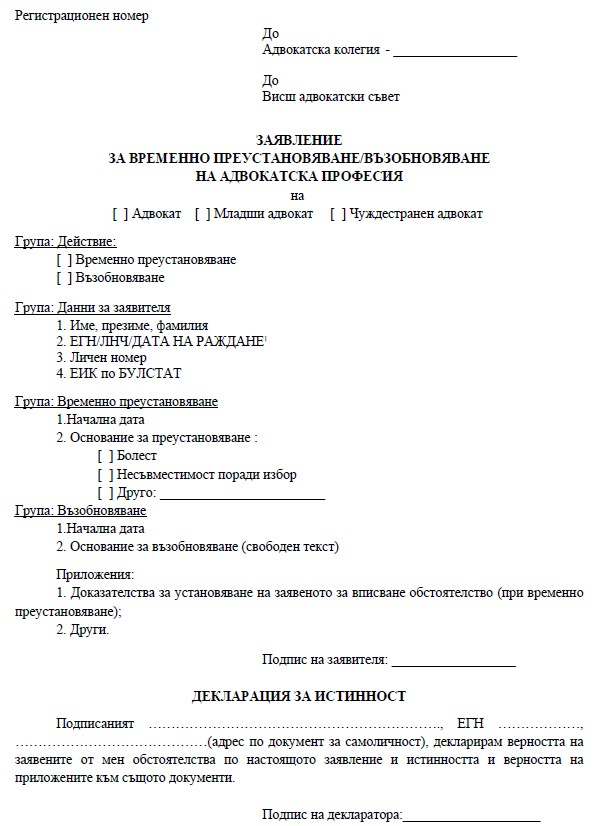 Регистрационен номер
До
Адвокатска колегия - ___________________
До
Висш адвокатски съвет
ЗАЯВЛЕНИЕ
ЗА ВРЕМЕННО ПРЕУСТАНОВЯВАНЕ/ВЪЗОБНОВЯВАНЕ
НА АДВОКАТСКА ПРОФЕСИЯ
на
[ ] Адвокат [ ] Младши адвокат [ ] Чуждестранен адвокат
Група: Действие:
[ ] Временно преустановяване
[ ] Възобновяване
Група: Данни за заявителя
1. Име, презиме, фамилия
2. ЕГН/ЛНЧ/ДАТА НА РАЖДАНЕ¹
3. Личен номер
4. ЕИК по БУЛСТАТ
Група: Временно преустановяване
1.Начална дата
2. Основание за преустановяване :
[ ] Болест
[ ] Несъвместимост поради избор
[ ] Друго: _________________________
Група: Възобновяване
1.Начална дата
2. Основание за възобновяване (свободен текст)
Приложения:
1. Доказателства за установяване на заявеното за вписване обстоятелство (при временно
преустановяване);
2. Други.
Подпис на заявителя: ___________________
ДЕКЛАРАЦИЯ ЗА ИСТИННОСТ
Подписаният ………………………………………………………., ЕГН ………………,
……………………………………(адрес по документ за самоличност), декларирам верността на
заявените от мен обстоятелства по настоящото заявление и истинността и верността на
приложените към същото документи.
Подпис на декларатора:_____________________